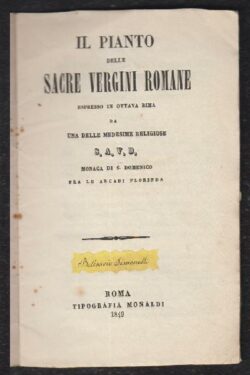 IL PIANTO
DELLE
SACRE VERGINI ROMANE
ESPRESSO IN OTTAVA RIMA
DA
UNA DELLE MEDESIME RELIGIOSE
S. A. V. D.
MONACA DI S. DOMENICO
FRA LE ARCADI FLORINDA
ROMA
TIPOGRAFIA MONALDI
1842